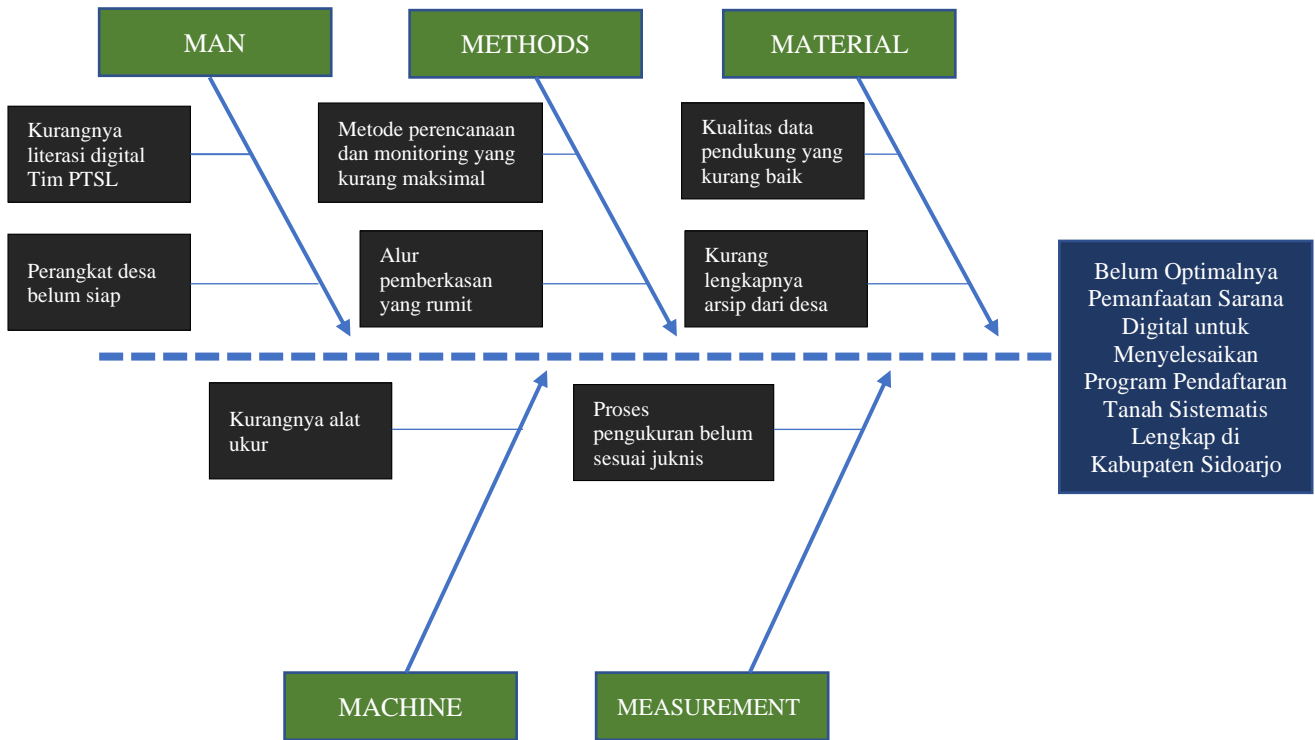 MAN
METHODS
MATERIAL
Kurangnya
literasi digital
Tim PTSL
Metode perencanaan
dan monitoring yang
kurang maksimal
Kualitas data
pendukung yang
kurang baik
Perangkat desa
belum siap
Alur
pemberkasan
yang rumit
Kurang
lengkapnya
arsip dari desa
Belum Optimalnya
Pemanfaatan Sarana
Digital untuk
Menyelesaikan
Program Pendaftaran
Tanah Sistematis
Lengkap di
Kabupaten Sidoarjo
Kurangnya alat
ukur
Proses
pengukuran belum
sesuai juknis
MACHINE
MEASUREMENT